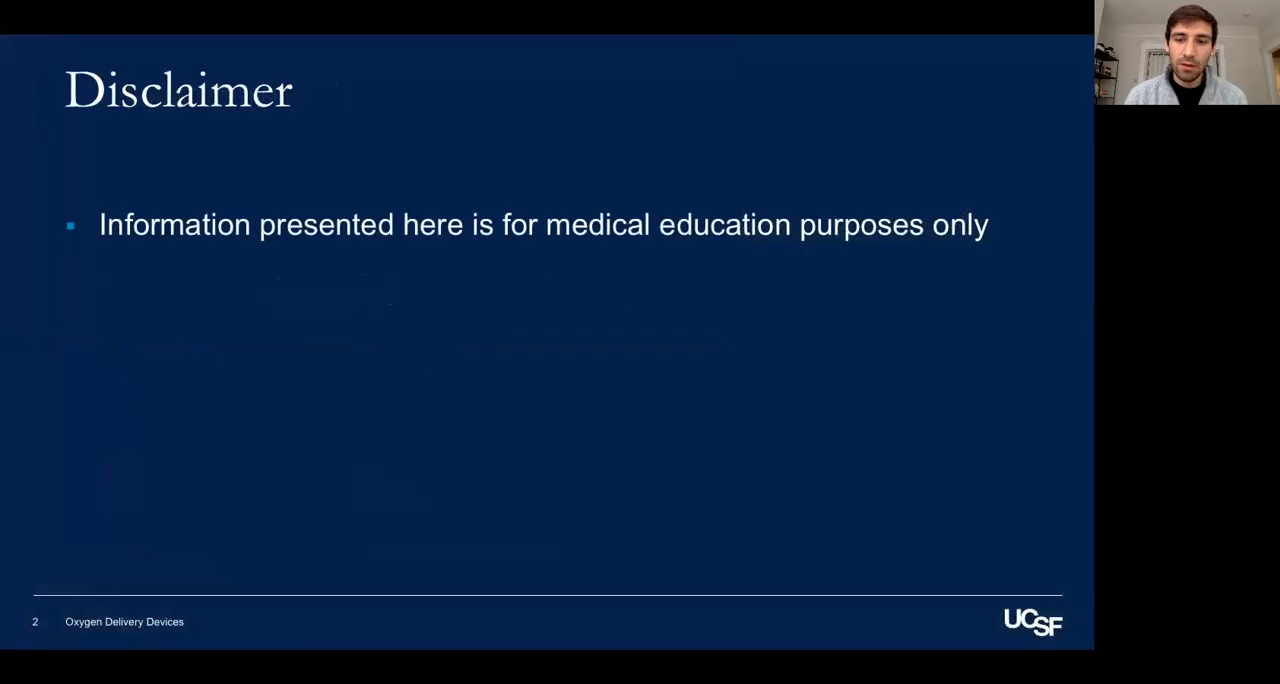 Disclaimer
Information presented here is for medical education purposes only
2 Oxygen Delivery Devices
UCSF